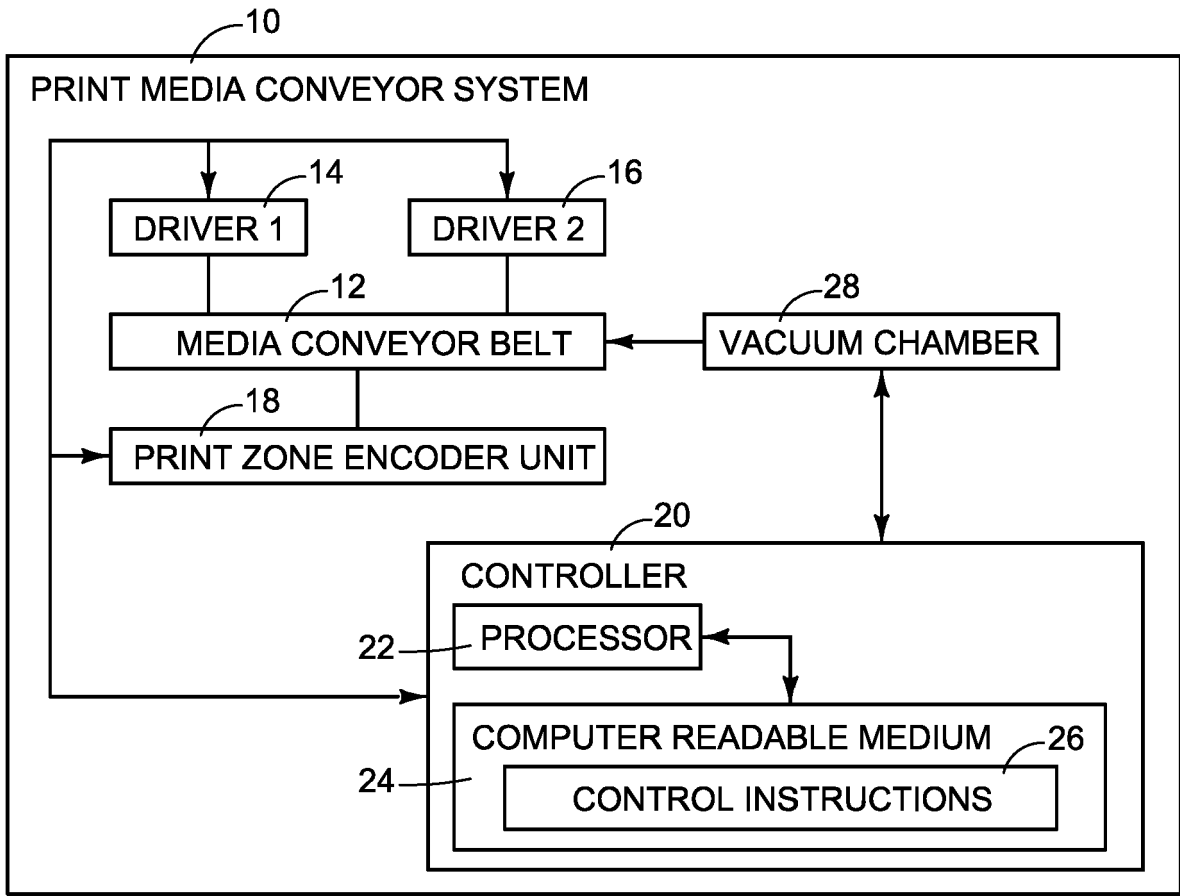 10
PRINT MEDIA CONVEYOR SYSTEM
14
16
DRIVER 1
DRIVER 2
12
28
MEDIA CONVEYOR BELT
VACUUM CHAMBER
18
PRINT ZONE ENCODER UNIT
20
CONTROLLER
22
PROCESSOR
COMPUTER READABLE MEDIUM
26
24
CONTROL INSTRUCTIONS